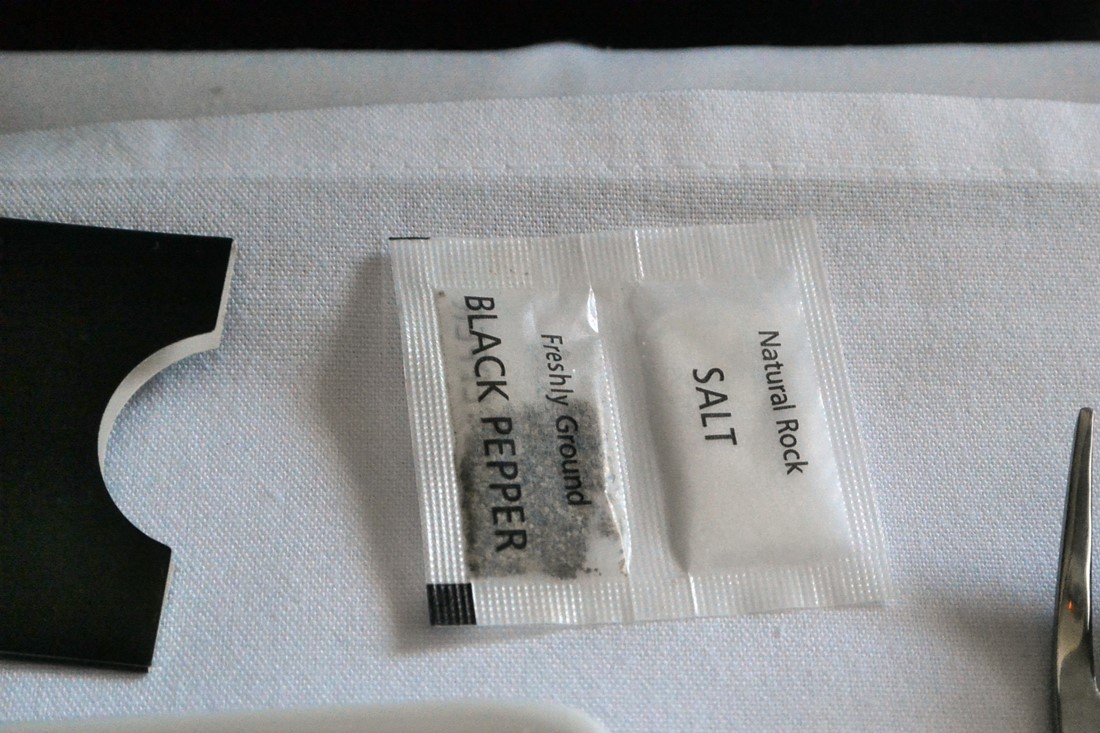 Natural Rock
SALT
Freshly Ground
BLACK PEPPER